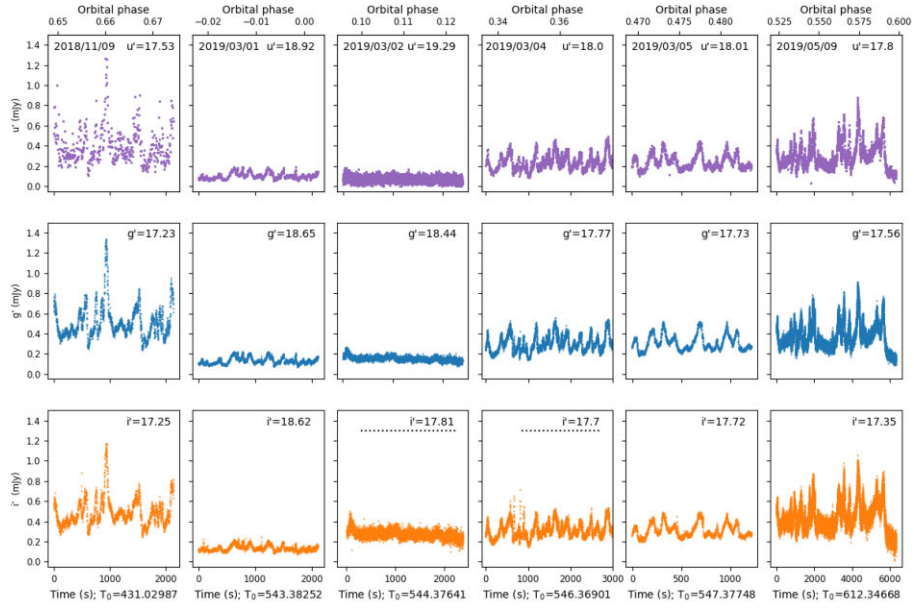 Orbital phase Orbital phase Orbital phase Orbital phase Orbital phase Orbital phase
0.65 0.66 0.67 −0.02 −0.01 0.00 0.10 0.11 0.12 0.34 0.36 0.470 0.475 0.480 0.525 0.550 0.575 0.600
2018/11/09 u'=17.53 2019/03/01 u'=18.92 2019/03/02 u'=19.29 2019/03/04 u'=18.0 2019/03/05 u'=18.01 2019/05/09 u'=17.8
1.4
1.2
1.0
0.8
0.6
0.4
0.2
0.0
u' (mJy)
g'=17.23 g'=18.65 g'=18.44 g'=17.77 g'=17.73 g'=17.56
1.4
1.2
1.0
0.8
0.6
0.4
0.2
0.0
g' (mJy)
i'=17.25 i'=18.62 i'=17.81 i'=17.7 i'=17.72 i'=17.35
1.4
1.2
1.0
0.8
0.6
0.4
0.2
0.0
i' (mJy)
0 1000 2000 0 1000 2000 0 1000 2000 0 1000 2000 3000 0 500 1000 0 2000 4000 6000
Time (s); T₀=431.02987 Time (s); T₀=543.38252 Time (s); T₀=544.37641 Time (s); T₀=546.36901 Time (s); T₀=547.37748 Time (s); T₀=612.34668